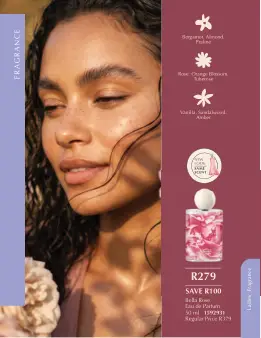 FRAGRANCE
Bergamot, Almond,
Praline
Rose, Orange Blossom,
Tuberose
Vanilla, Sandalwood,
Amber
R279
SAVE R100
Bella Rose
Eau de Parfum
50 ml
Regular Price R379
Ladies' Fragrance